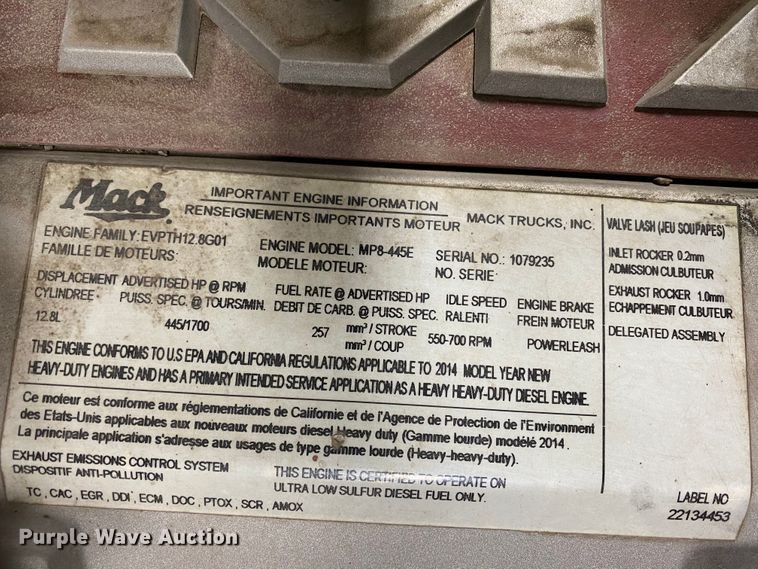 Mack
IMPORTANT ENGINE INFORMATION
RENSEIGNEMENTS IMPORTANTS MOTEUR
MACK TRUCKS, INC.
ENGINE FAMILY: EVPTH12.8G01
FAMILLE DE MOTEURS:
ENGINE MODEL: MP8-445E
MODELE MOTEUR:
SERIAL NO.: 1079235
NO. SERIE:
DISPLACEMENT
CYLINDREE
12.8L
ADVERTISED HP @ RPM
PUISS. SPEC. @ TOURS/MIN.
445/1700
FUEL RATE @ ADVERTISED HP
DEBIT DE CARB. @ PUISS. SPEC.
257 mm³ / STROKE
mm³ / COUP
IDLE SPEED
RALENTI
550-700 RPM
ENGINE BRAKE
FREIN MOTEUR
POWERLEASH
THIS ENGINE CONFORMS TO U.S EPA AND CALIFORNIA REGULATIONS APPLICABLE TO 2014 MODEL YEAR NEW
HEAVY-DUTY ENGINES AND HAS A PRIMARY INTENDED SERVICE APPLICATION AS A HEAVY HEAVY-DUTY DIESEL ENGINE.
Ce moteur est conforme aux réglementations de Californie et de l'Agence de Protection de l'Environment
des Etats-Unis applicables aux nouveaux moteurs diesel Heavy duty (Gamme lourde) modélé 2014.
La principale application s'adresse aux usages de type gamme lourde (Heavy-heavy-duty).
EXHAUST EMISSIONS CONTROL SYSTEM
DISPOSITIF ANTI-POLLUTION
TC , CAC , EGR , DDI , ECM , DOC , PTOX , SCR , AMOX
THIS ENGINE IS CERTIFIED TO OPERATE ON
ULTRA LOW SULFUR DIESEL FUEL ONLY.
VALVE LASH (JEU SOUPAPES)
INLET ROCKER 0.2mm
ADMISSION CULBUTEUR
EXHAUST ROCKER 1.0mm
ECHAPPEMENT CULBUTEUR
DELEGATED ASSEMBLY
LABEL NO
22134453
Purple Wave Auction